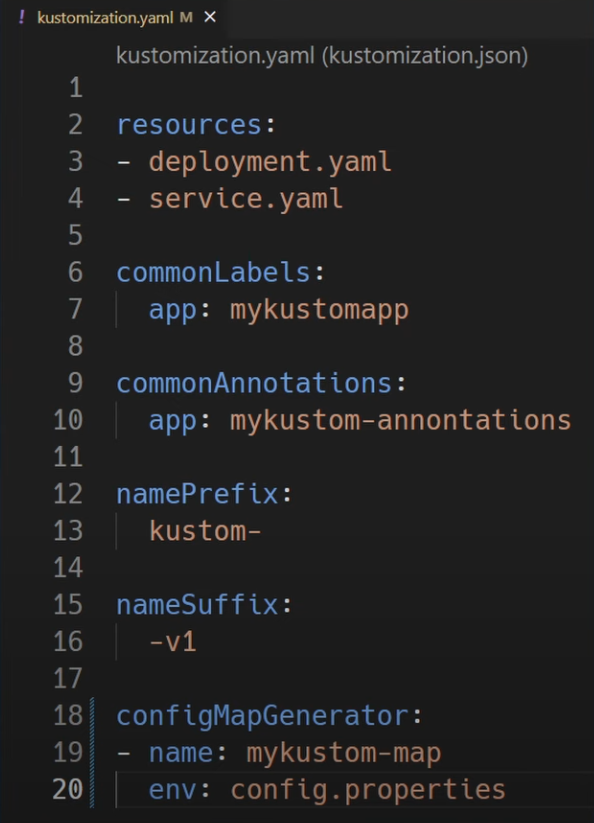 ! kustomization.yaml M ×
kustomization.yaml (kustomization.json)
1
2 resources:
3 - deployment.yaml
4 - service.yaml
5
6 commonLabels:
7   app: mykustomapp
8
9 commonAnnotations:
10   app: mykustom-annontations
11
12 namePrefix:
13   kustom-
14
15 nameSuffix:
16   -v1
17
18 configMapGenerator:
19 - name: mykustom-map
20   env: config.properties